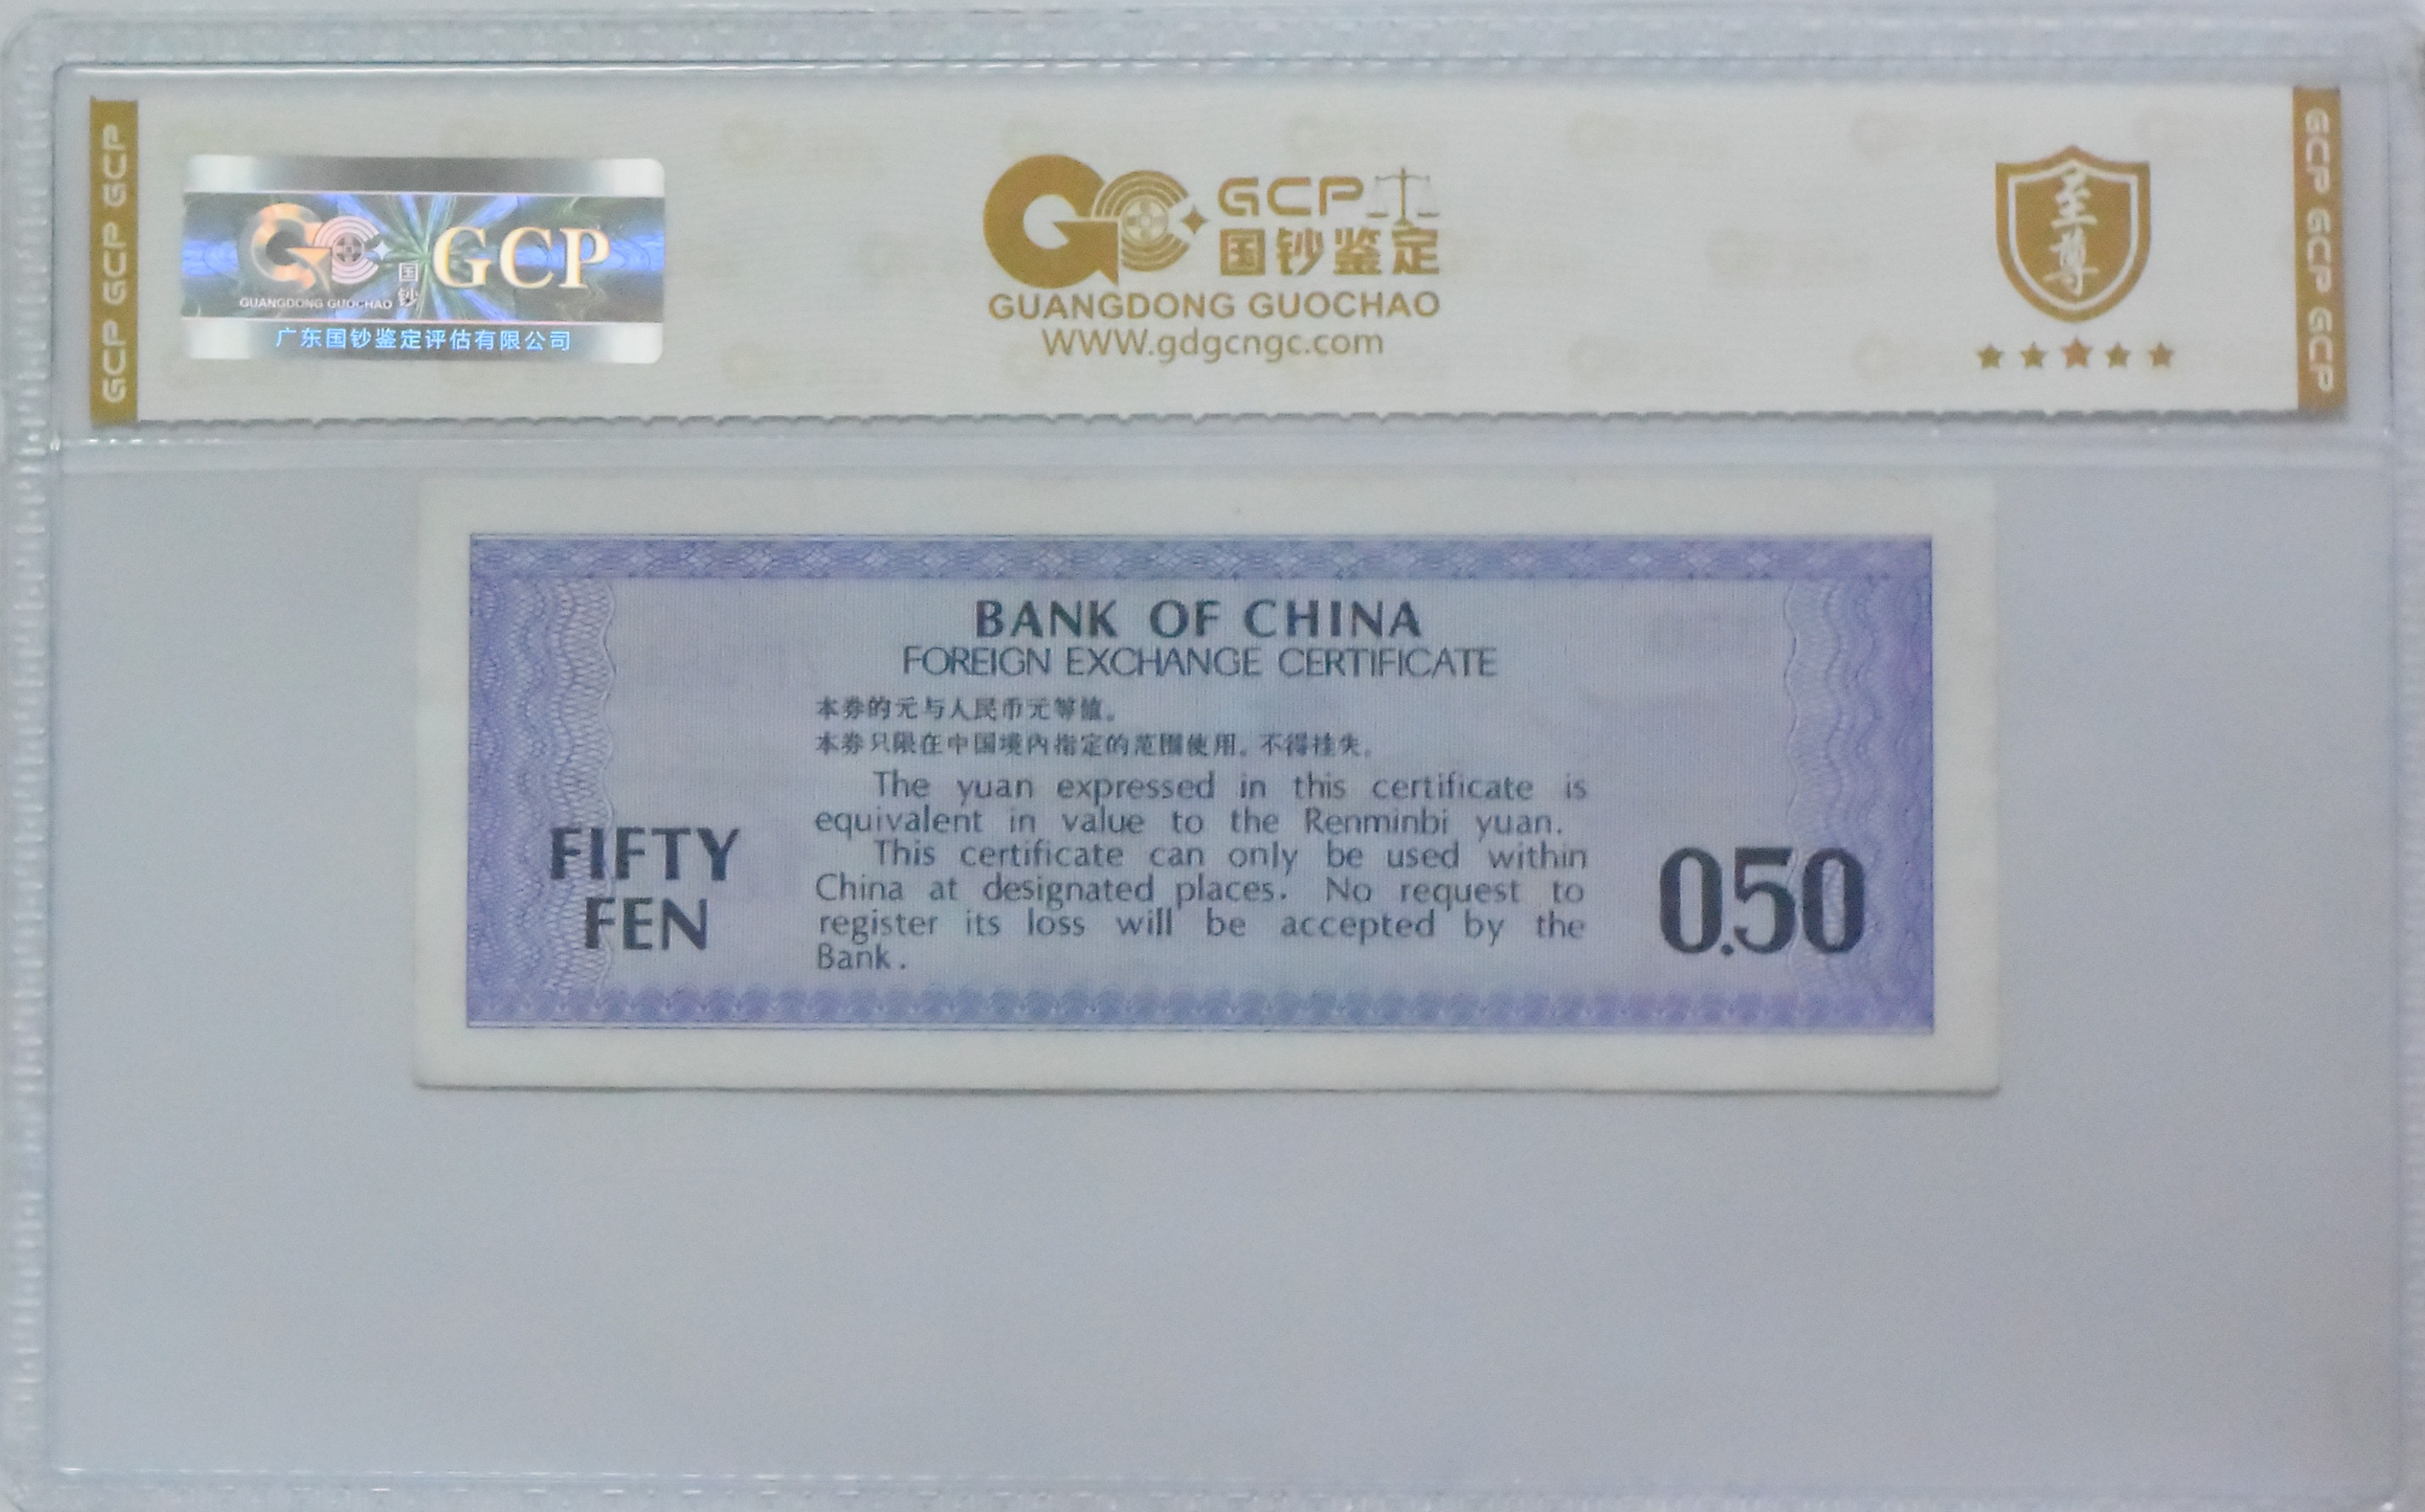 GCP GCP GCP
GCP
国钞
GUANGDONG GUOCHAO
广东国钞鉴定评估有限公司
GCP
国钞鉴定
GUANGDONG GUOCHAO
WWW.gdgcngc.com
至尊
GCP GCP GCP
BANK OF CHINA
FOREIGN EXCHANGE CERTIFICATE
本券的元与人民币元等值。
本券只限在中国境内指定的范围使用。不得挂失。
The yuan expressed in this certificate is
equivalent in value to the Renminbi yuan.
This certificate can only be used within
China at designated places. No request to
register its loss will be accepted by the
Bank.
FIFTY
FEN
0.50